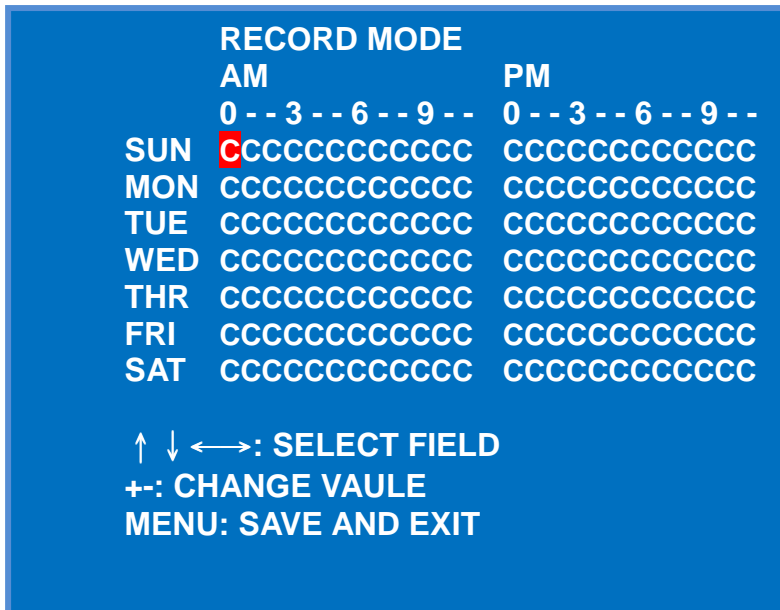 RECORD MODE
AM PM
0 - - 3 - - 6 - - 9 - - 0 - - 3 - - 6 - - 9 - -
SUN CCCCCCCCCCCC CCCCCCCCCCCC
MON CCCCCCCCCCCC CCCCCCCCCCCC
TUE CCCCCCCCCCCC CCCCCCCCCCCC
WED CCCCCCCCCCCC CCCCCCCCCCCC
THR CCCCCCCCCCCC CCCCCCCCCCCC
FRI CCCCCCCCCCCC CCCCCCCCCCCC
SAT CCCCCCCCCCCC CCCCCCCCCCCC
↑ ↓ ←→: SELECT FIELD
+-: CHANGE VAULE
MENU: SAVE AND EXIT